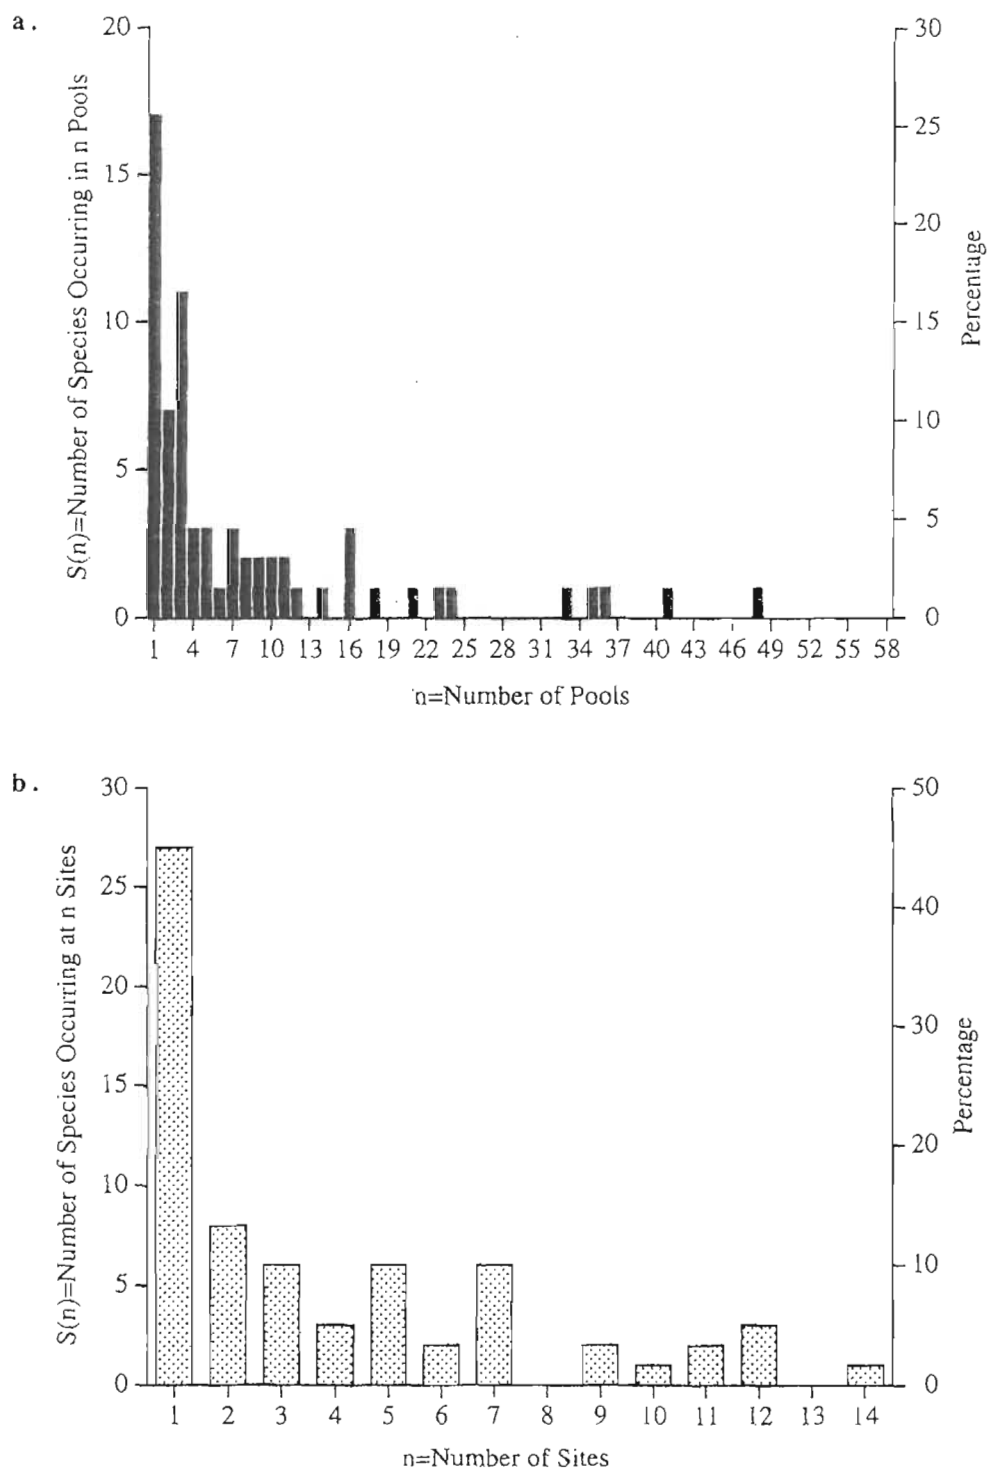 a.
S(n)=Number of Species Occurring in n Pools
20
15
10
5
0
30
25
20
15
10
5
0
Percentage
1 4 7 10 13 16 19 22 25 28 31 34 37 40 43 46 49 52 55 58
n=Number of Pools
b.
S(n)=Number of Species Occurring at n Sites
30
25
20
15
10
5
0
50
40
30
20
10
0
Percentage
1 2 3 4 5 6 7 8 9 10 11 12 13 14
n=Number of Sites